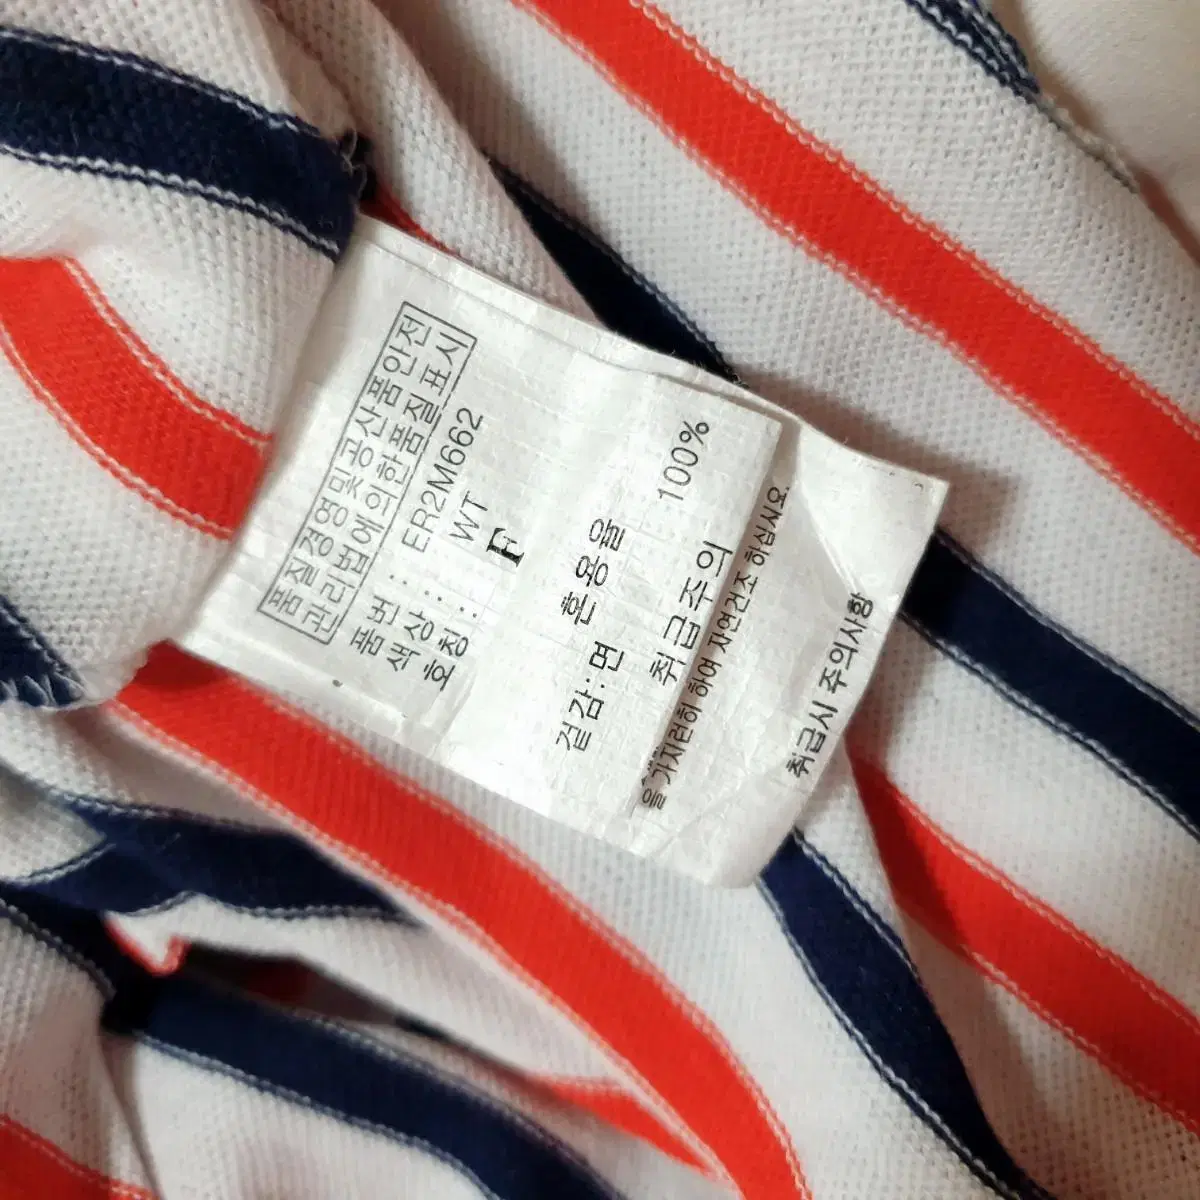 품질경영및공산품안전
관리법에의한품질표시
품번 : ER2M662
색상 : WT
호칭 : F
혼용율
겉감:면 100%
취급주의
을 가지런히 하여 자연건조 하십시오.
취급시 주의사항